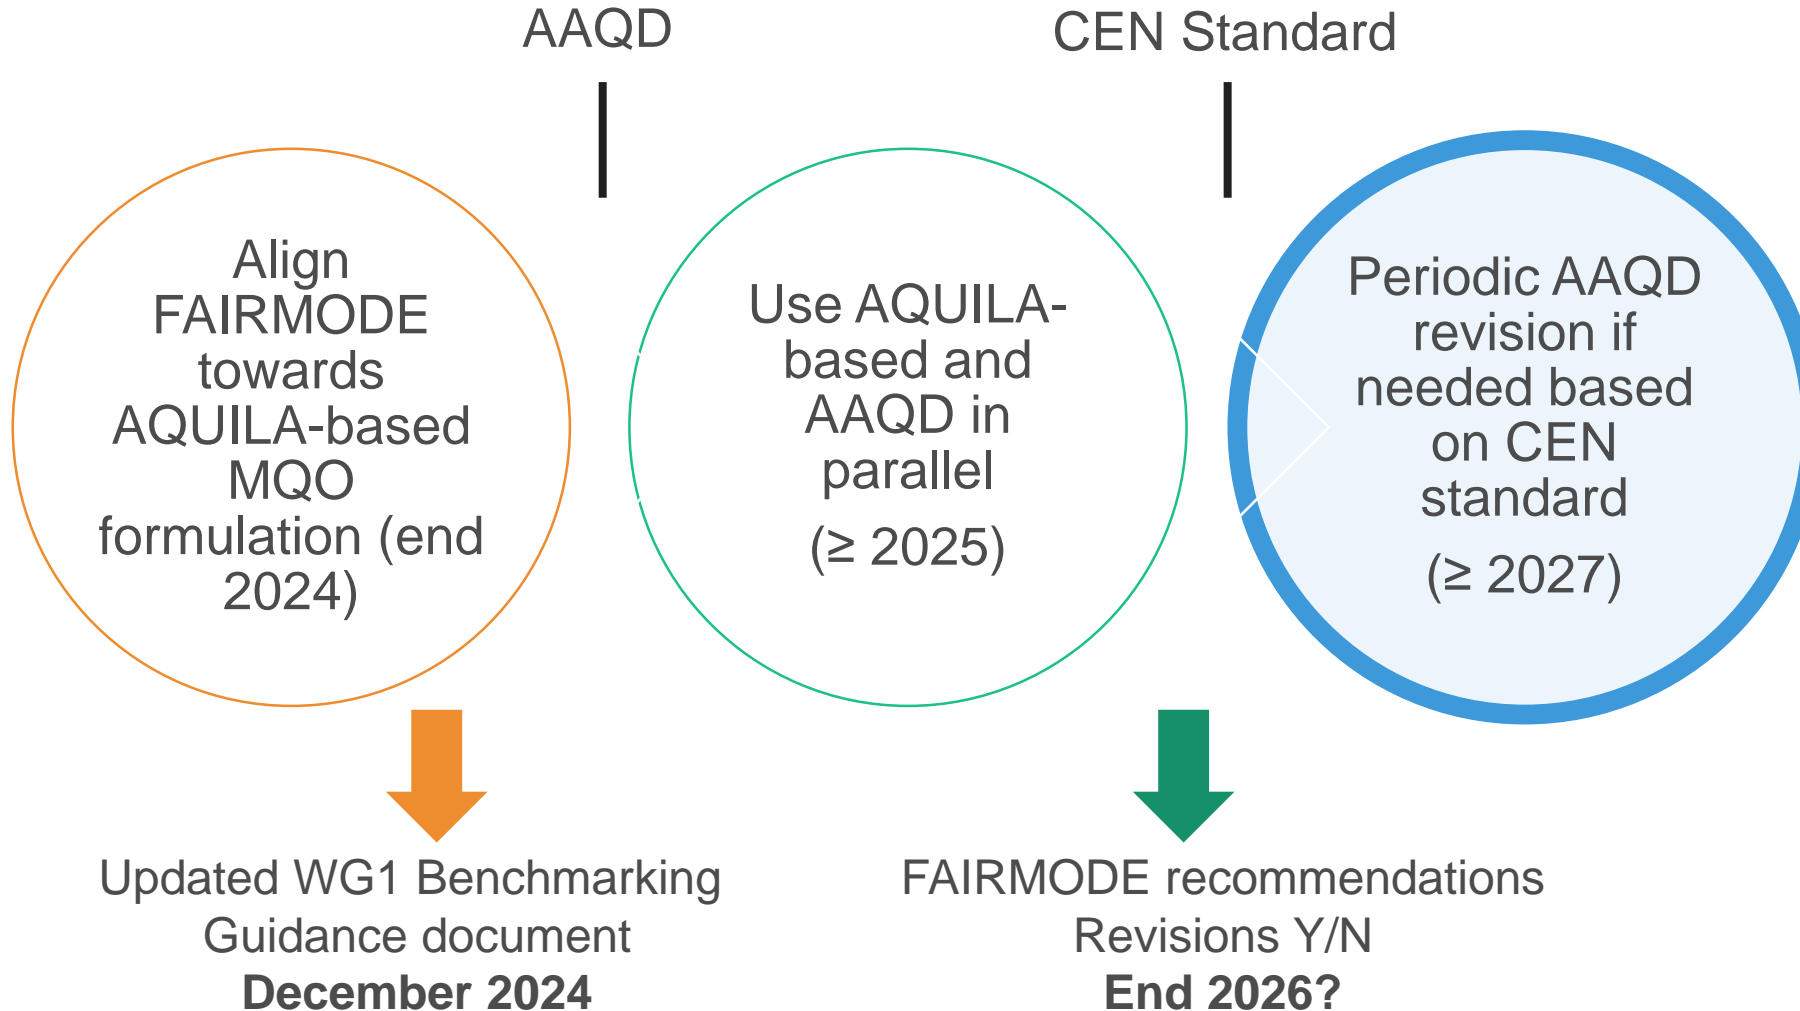 AAQD
CEN Standard
Align
FAIRMODE
towards
AQUILA-based
MQO
formulation (end
2024)
Use AQUILA-
based and
AAQD in
parallel
(≥ 2025)
Periodic AAQD
revision if
needed based
on CEN
standard
(≥ 2027)
Updated WG1 Benchmarking
Guidance document
December 2024
FAIRMODE recommendations
Revisions Y/N
End 2026?